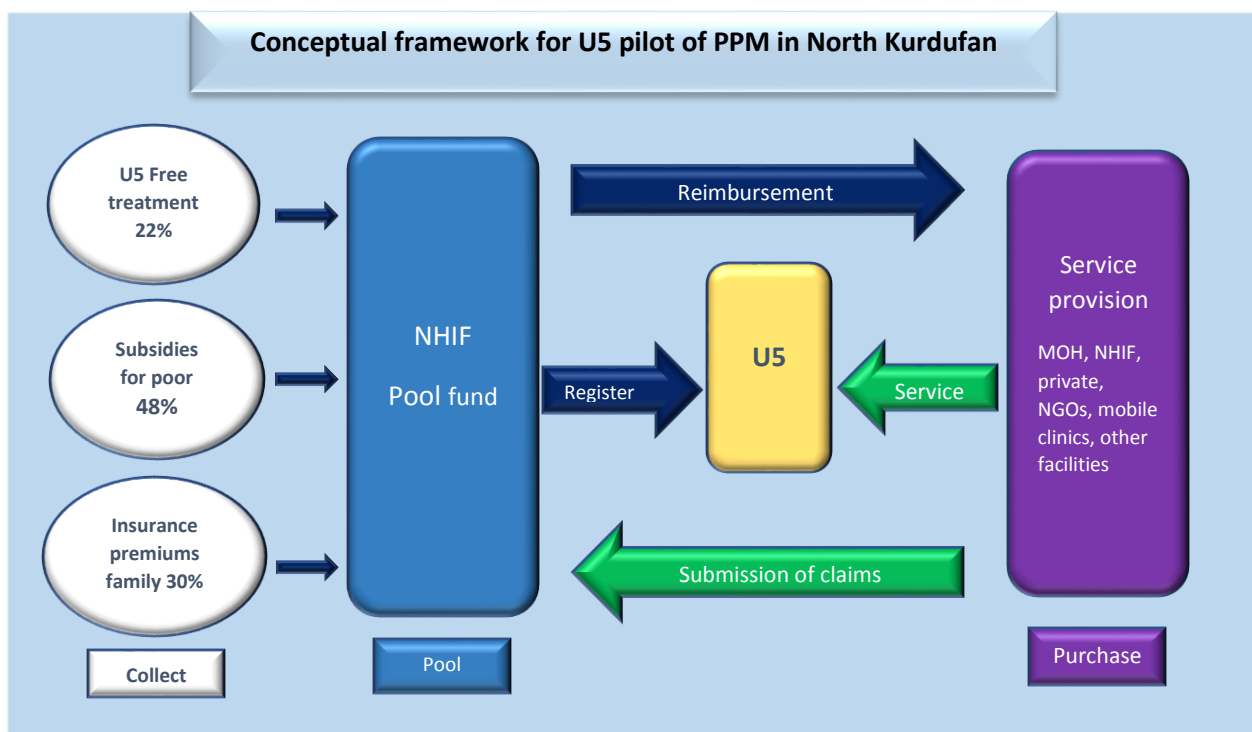 Conceptual framework for U5 pilot of PPM in North Kurdufan
U5 Free
treatment
22%
Subsidies
for poor
48%
Insurance
premiums
family 30%
Collect
NHIF
Pool fund
Pool
Reimbursement
Register
U5
Service
Submission of claims
Service
provision
MOH, NHIF,
private,
NGOs, mobile
clinics, other
facilities
Purchase